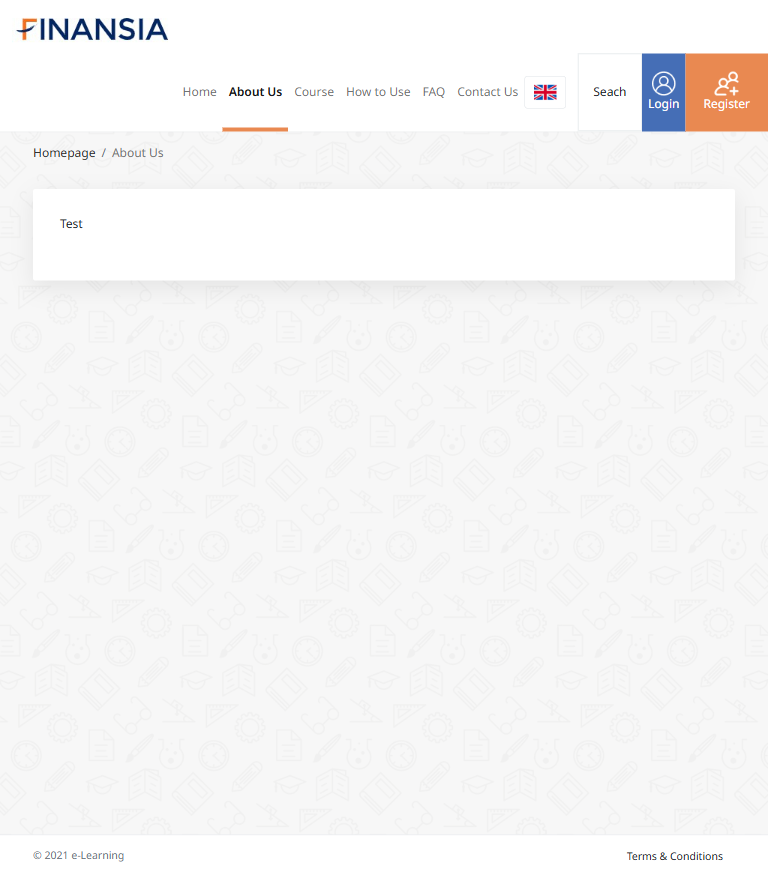 FINANSIA
Home About Us Course How to Use FAQ Contact Us Seach Login Register
Homepage / About Us
Test
© 2021 e-Learning Terms & Conditions